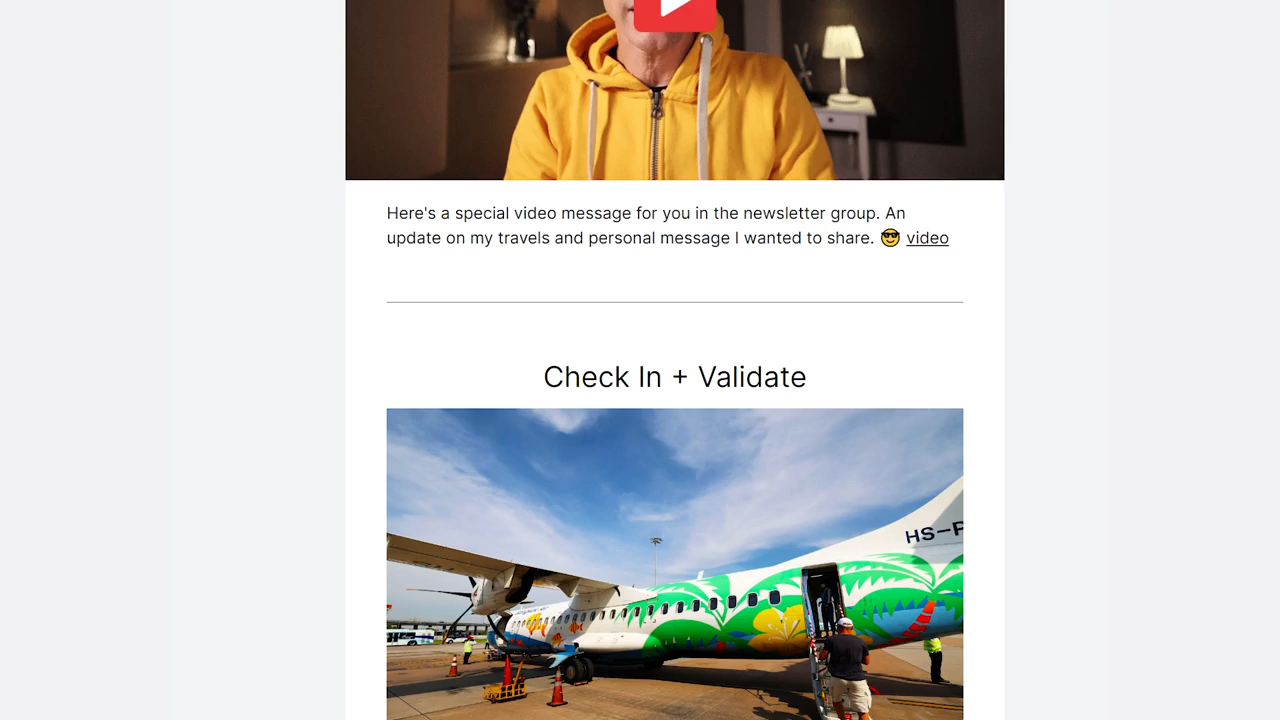 Here's a special video message for you in the newsletter group. An
update on my travels and personal message I wanted to share. 😎 video
Check In + Validate
HS-P